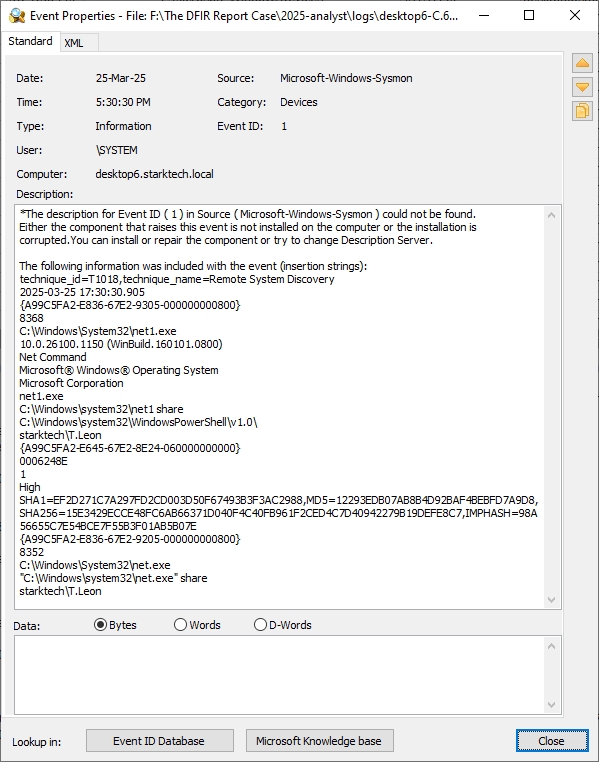 Event Properties - File: F:\The DFIR Report Case\2025-analyst\logs\desktop6-C.6...
Standard
XML
Date: 25-Mar-25 Source: Microsoft-Windows-Sysmon
Time: 5:30:30 PM Category: Devices
Type: Information Event ID: 1
User: \SYSTEM
Computer: desktop6.starktech.local
Description:
*The description for Event ID ( 1 ) in Source ( Microsoft-Windows-Sysmon ) could not be found.
Either the component that raises this event is not installed on the computer or the installation is
corrupted.You can install or repair the component or try to change Description Server.
The following information was included with the event (insertion strings):
technique_id=T1018,technique_name=Remote System Discovery
2025-03-25 17:30:30.905
{A99C5FA2-E836-67E2-9305-000000000800}
8368
C:\Windows\System32\net1.exe
10.0.26100.1150 (WinBuild.160101.0800)
Net Command
Microsoft® Windows® Operating System
Microsoft Corporation
net1.exe
C:\Windows\system32\net1 share
C:\Windows\system32\WindowsPowerShell\v1.0\
starktech\T.Leon
{A99C5FA2-E645-67E2-8E24-060000000000}
0006248E
1
High
SHA1=EF2D271C7A297FD2CD003D50F67493B3F3AC2988,MD5=12293EDB07AB8B4D92BAF4BEBFD7A9D8,
SHA256=15E3429ECCE48FC6AB66371D040F4C40FB961F2CED4C7D40942279B19DEFE8C7,IMPHASH=98A
56655C7E54BCE7F55B3F01AB5B07E
{A99C5FA2-E836-67E2-9205-000000000800}
8352
C:\Windows\System32\net.exe
"C:\Windows\system32\net.exe" share
starktech\T.Leon
Data: Bytes Words D-Words
Lookup in: Event ID Database Microsoft Knowledge base Close